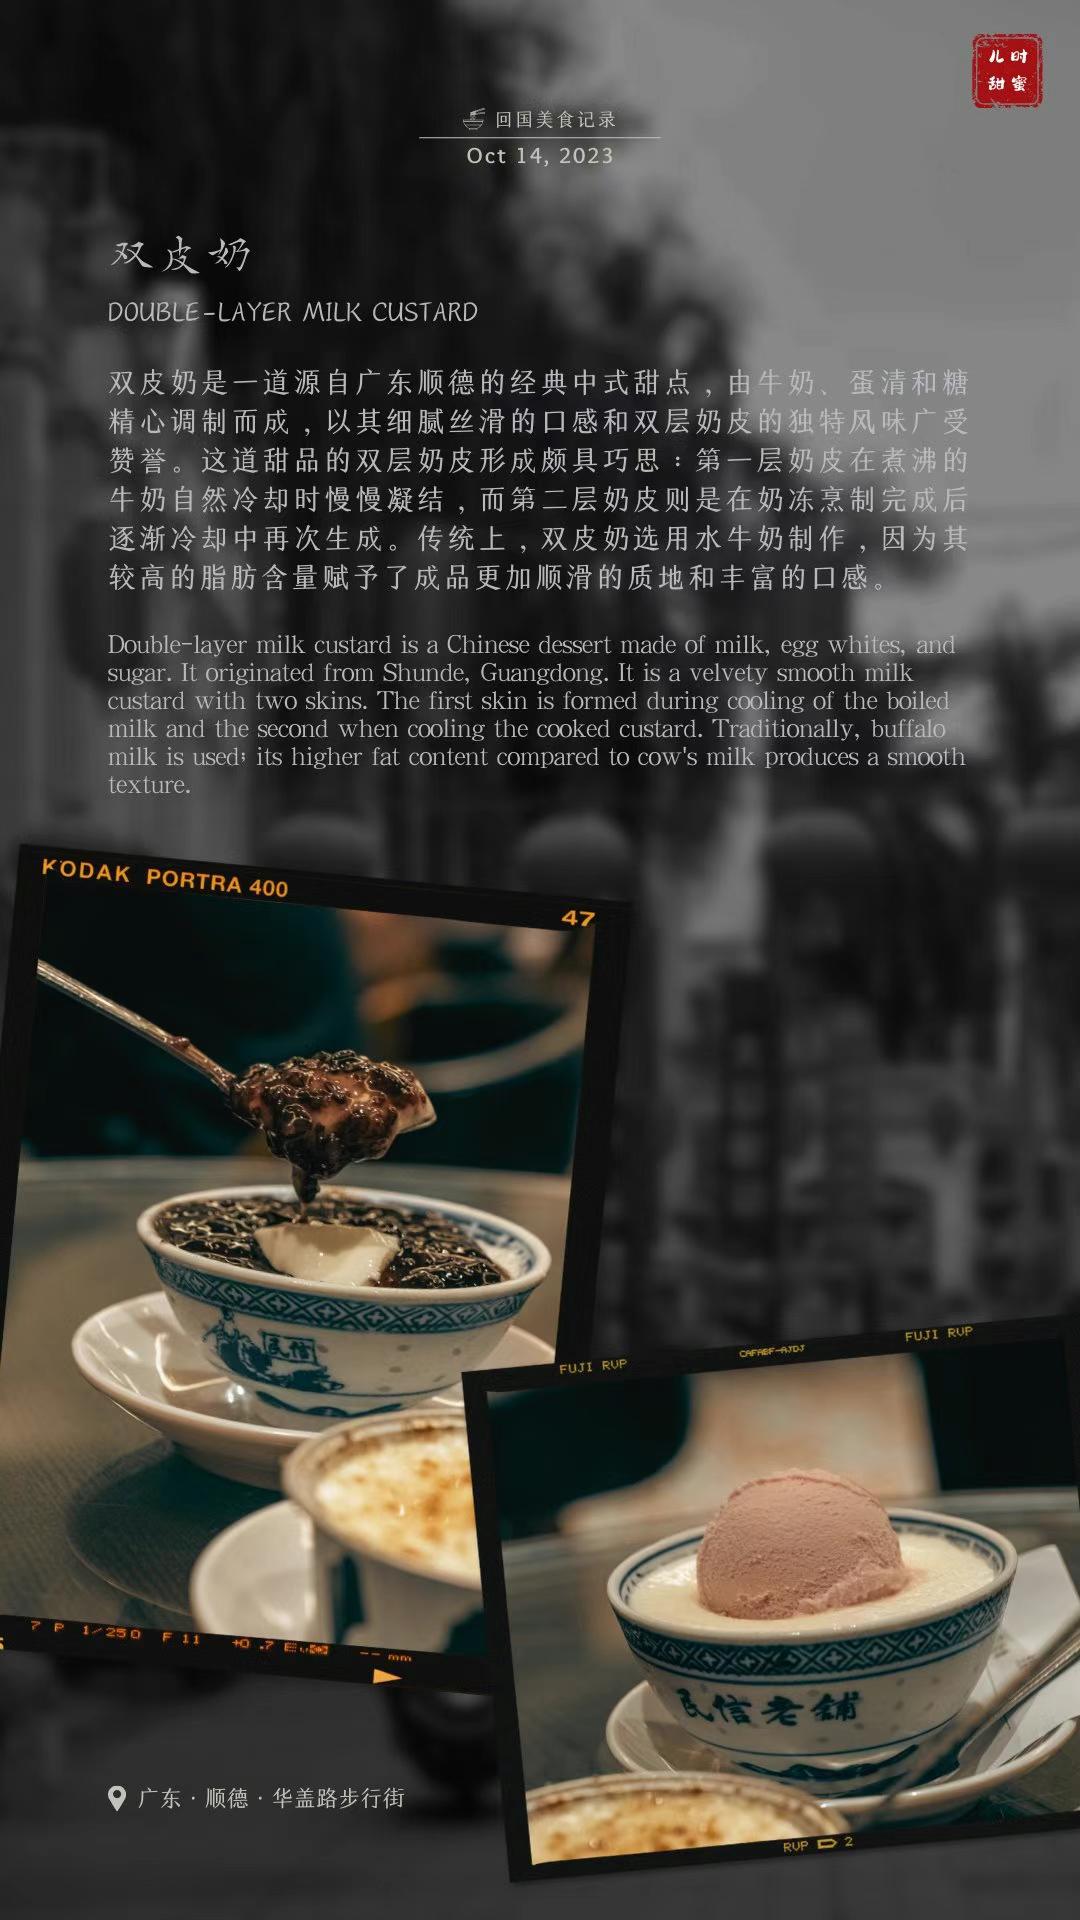 儿时
甜蜜
回国美食记录
Oct 14, 2023
双皮奶
DOUBLE-LAYER MILK CUSTARD
双皮奶是一道源自广东顺德的经典中式甜点，由牛奶、蛋清和糖
精心调制而成，以其细腻丝滑的口感和双层奶皮的独特风味广受
赞誉。这道甜品的双层奶皮形成颇具巧思：第一层奶皮在煮沸的
牛奶自然冷却时慢慢凝结，而第二层奶皮则是在奶冻烹制完成后
逐渐冷却中再次生成。传统上，双皮奶选用水牛奶制作，因为其
较高的脂肪含量赋予了成品更加顺滑的质地和丰富的口感。
Double-layer milk custard is a Chinese dessert made of milk, egg whites, and
sugar. It originated from Shunde, Guangdong. It is a velvety smooth milk
custard with two skins. The first skin is formed during cooling of the boiled
milk and the second when cooling the cooked custard. Traditionally, buffalo
milk is used; its higher fat content compared to cow's milk produces a smooth
texture.
KODAK PORTRA 400
47
民信
FUJI RVP
CAFABF-AJDJ
FUJI RVP
民信老铺
7 P 1/250 F 11 +0.7
-- mm
RVP 2
广东 · 顺德 · 华盖路步行街